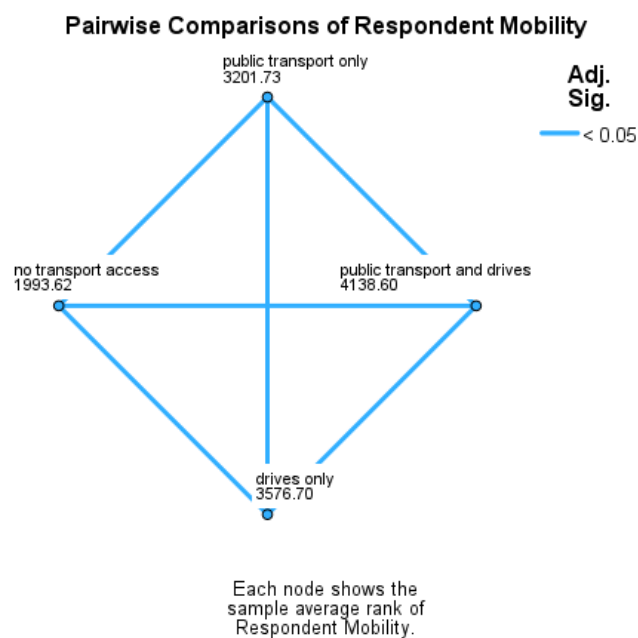 Pairwise Comparisons of Respondent Mobility
public transport only
3201.73
Adj.
Sig.
< 0.05
no transport access
1993.62
public transport and drives
4138.60
drives only
3576.70
Each node shows the
sample average rank of
Respondent Mobility.